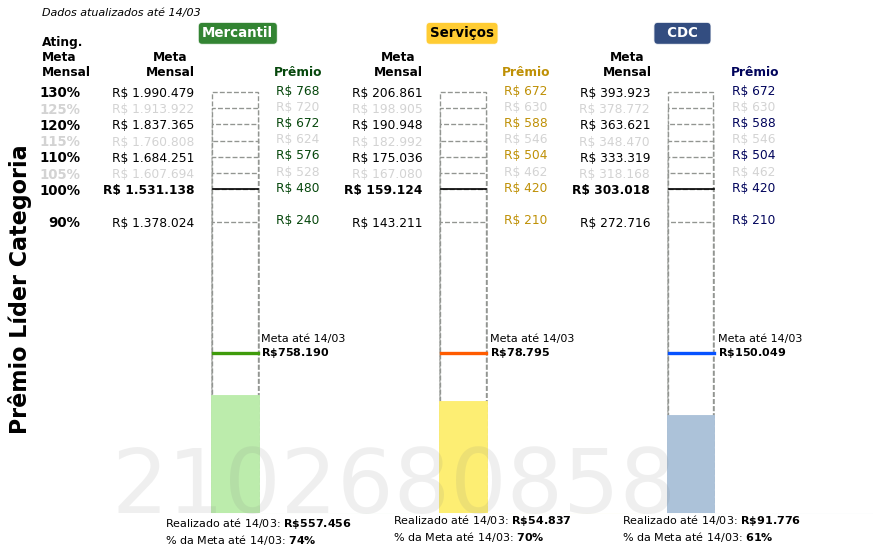 Dados atualizados até 14/03
Mercantil Serviços CDC
Ating. Meta Mensal Meta Mensal Prêmio Meta Mensal Prêmio Meta Mensal Prêmio
130% R$ 1.990.479 R$ 768 R$ 206.861 R$ 672 R$ 393.923 R$ 672
125% R$ 1.913.922 R$ 720 R$ 198.905 R$ 630 R$ 378.772 R$ 630
120% R$ 1.837.365 R$ 672 R$ 190.948 R$ 588 R$ 363.621 R$ 588
115% R$ 1.760.808 R$ 624 R$ 182.992 R$ 546 R$ 348.470 R$ 546
110% R$ 1.684.251 R$ 576 R$ 175.036 R$ 504 R$ 333.319 R$ 504
105% R$ 1.607.694 R$ 528 R$ 167.080 R$ 462 R$ 318.168 R$ 462
100% R$ 1.531.138 R$ 480 R$ 159.124 R$ 420 R$ 303.018 R$ 420
90% R$ 1.378.024 R$ 240 R$ 143.211 R$ 210 R$ 272.716 R$ 210
Prêmio Líder Categoria
Meta até 14/03 Meta até 14/03 Meta até 14/03
R$758.190 R$78.795 R$150.049
2102680858
Realizado até 14/03: R$557.456 Realizado até 14/03: R$54.837 Realizado até 14/03: R$91.776
% da Meta até 14/03: 74% % da Meta até 14/03: 70% % da Meta até 14/03: 61%